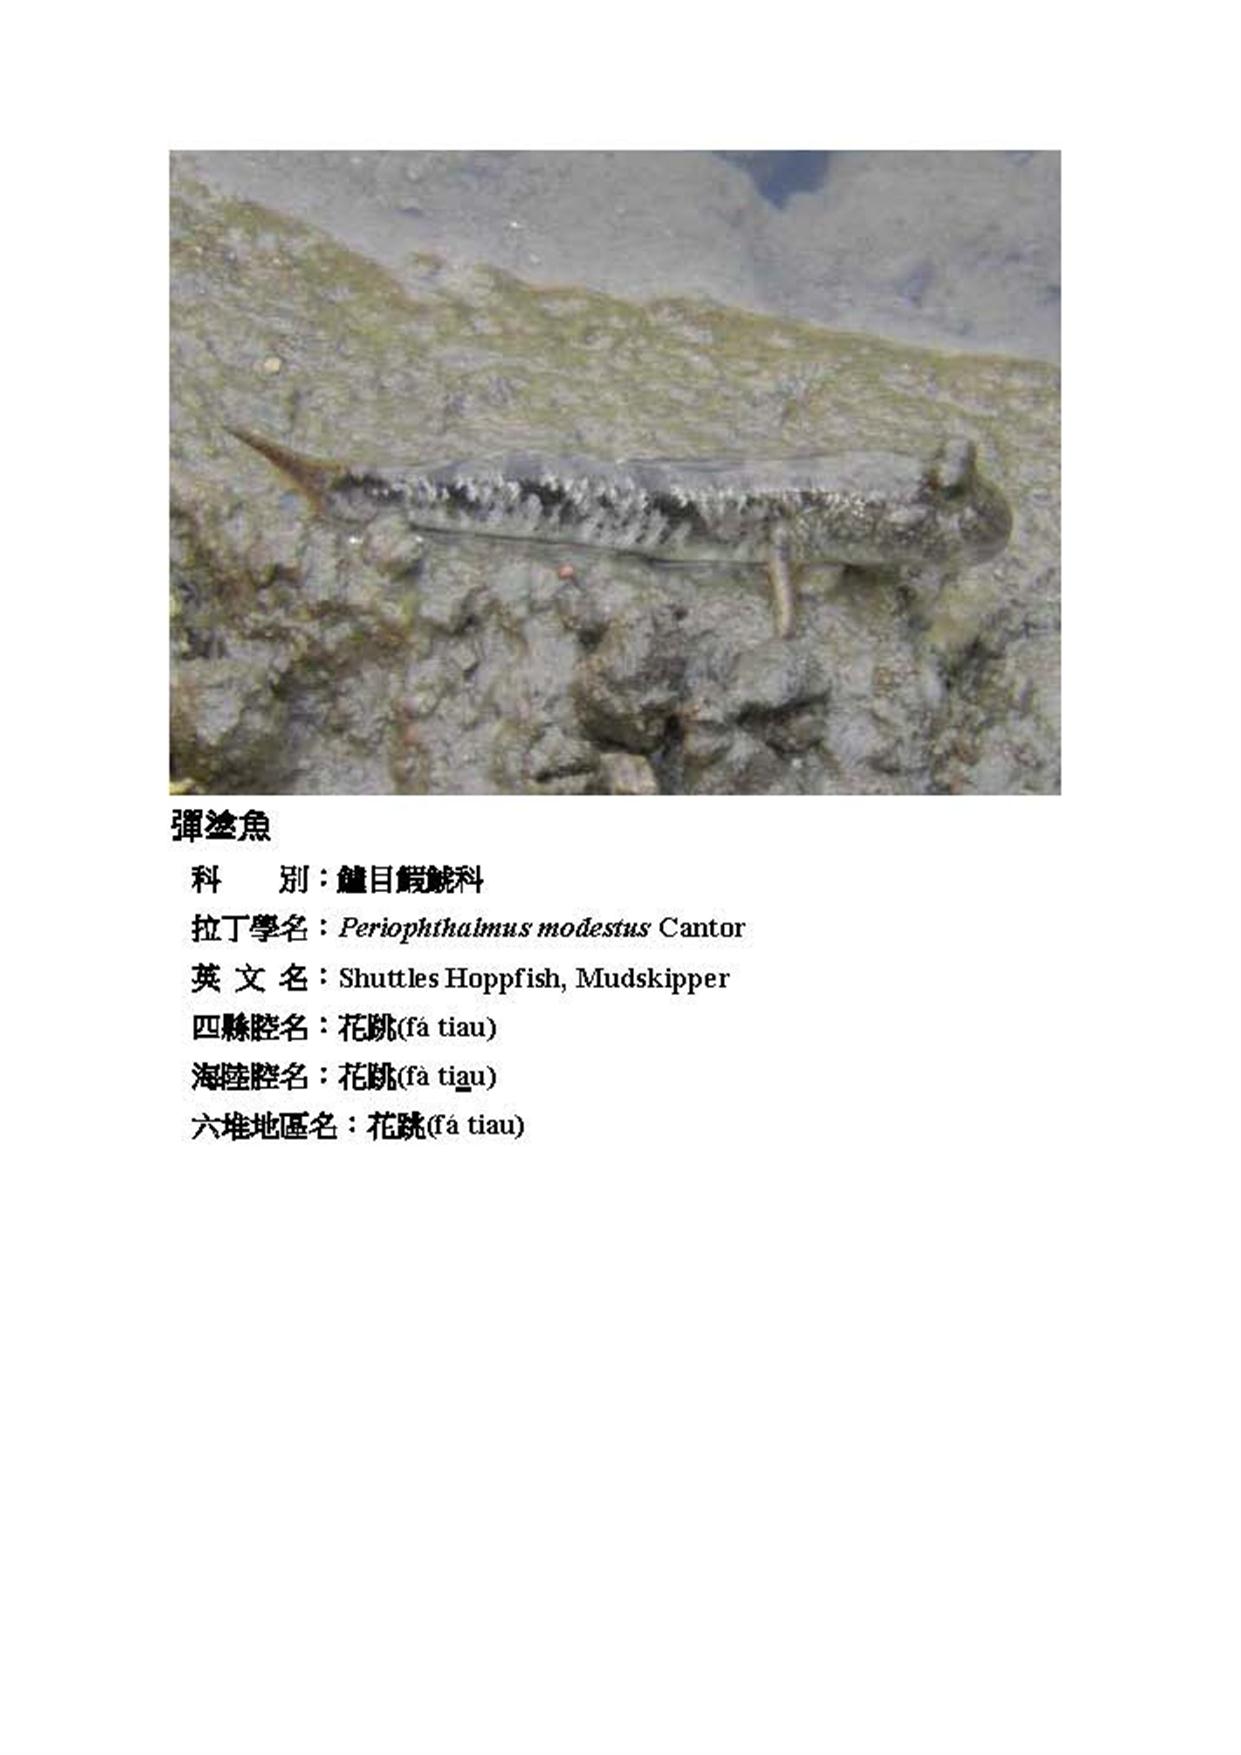 彈塗魚
科　　別：鱸目鰕鯱科
拉丁學名：Periophthalmus modestus Cantor
英 文 名：Shuttles Hoppfish, Mudskipper
四縣腔名：花跳(fá tiau)
海陸腔名：花跳(fà tiau)
六堆地區名：花跳(fá tiau)